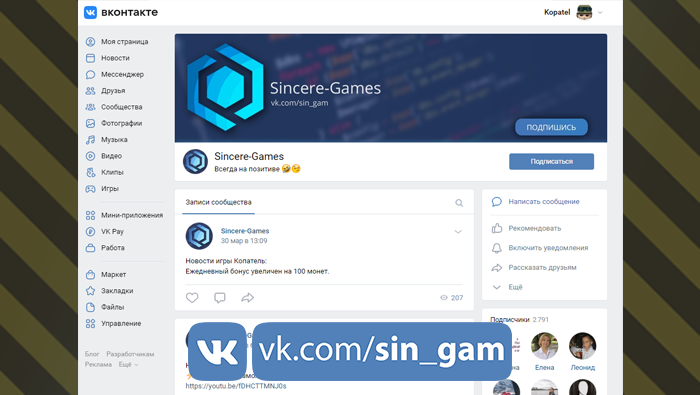 вконтакте
Kopatel
Моя страница
Новости
Мессенджер
Друзья
Сообщества
Фотографии
Музыка
Видео
Клипы
Игры
Мини-приложения
VK Pay
Работа
Маркет
Закладки
Файлы
Управление
Блог Разработчикам
Реклама Ещё
Sincere-Games
vk.com/sin_gam
ПОДПИШИСЬ
Sincere-Games
Всегда на позитиве
Подписаться
Записи сообщества
Sincere-Games
30 мар в 13:09
Новости игры Копатель:
Ежедневный бонус увеличен на 100 монет.
207
https://youtu.be/fDHCTTMNJ0s
Написать сообщение
Рекомендовать
Включить уведомления
Рассказать друзьям
Ещё
Подписчики 2 791
Елена
Леонид
vk.com/sin_gam